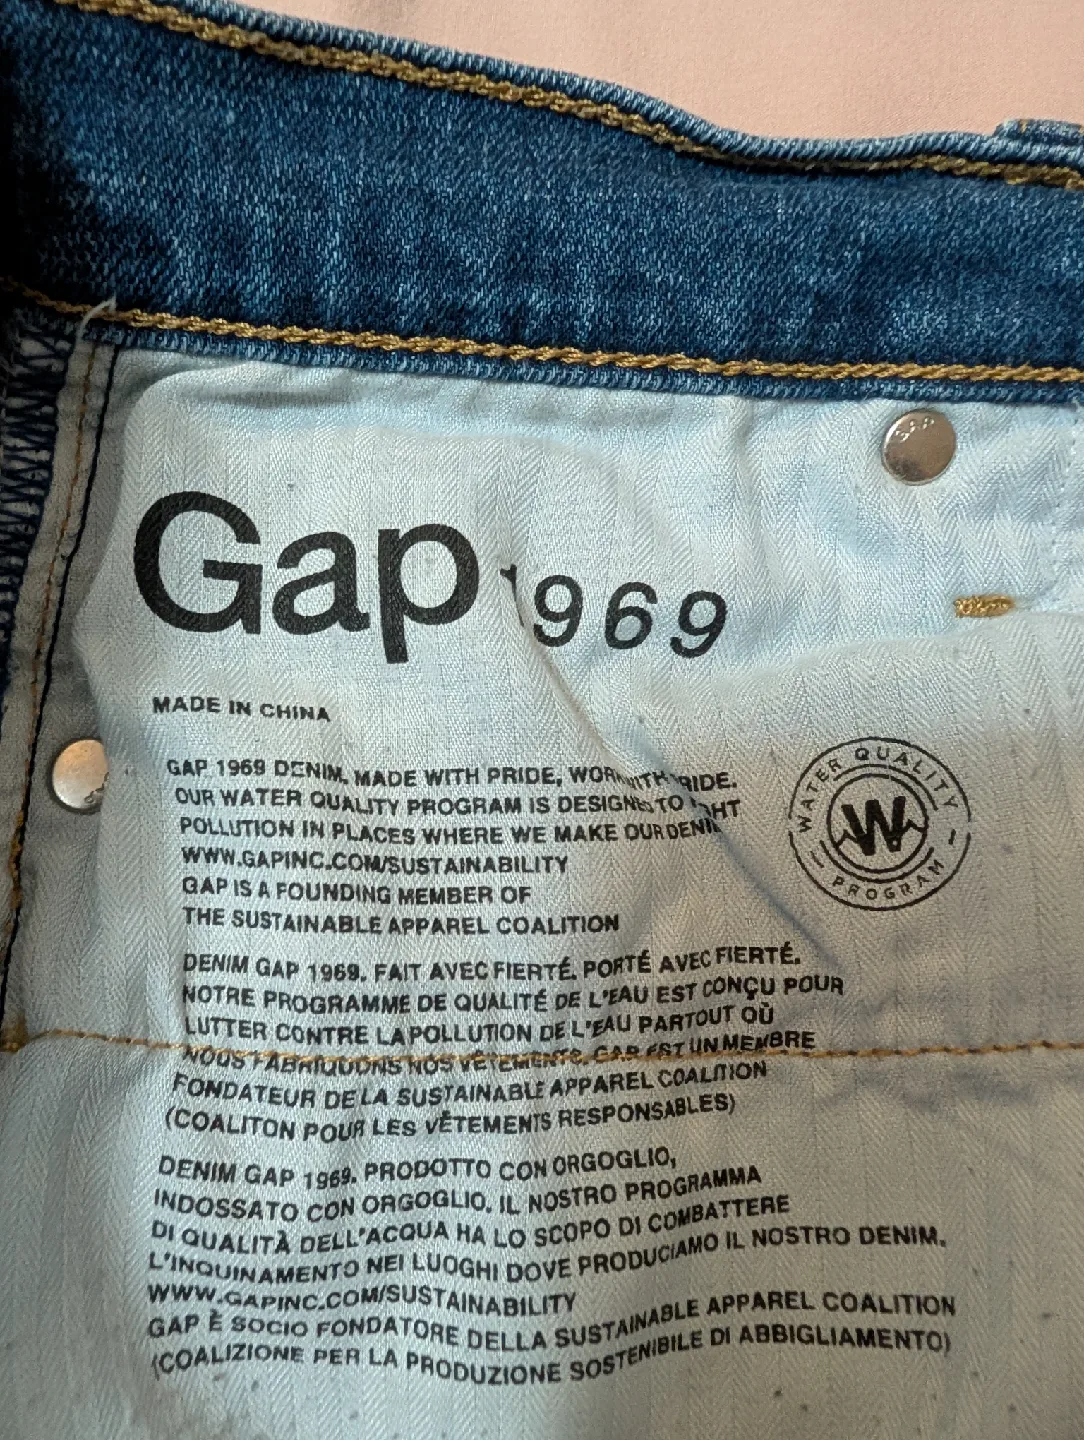 GAP
Gap 1969
MADE IN CHINA
GAP 1969 DENIM. MADE WITH PRIDE, WORN WITH PRIDE.
OUR WATER QUALITY PROGRAM IS DESIGNED TO FIGHT
POLLUTION IN PLACES WHERE WE MAKE OUR DENIM.
WWW.GAPINC.COM/SUSTAINABILITY
GAP IS A FOUNDING MEMBER OF
THE SUSTAINABLE APPAREL COALITION
WATER QUALITY
W
PROGRAM
DENIM GAP 1969. FAIT AVEC FIERTÉ. PORTÉ AVEC FIERTÉ.
NOTRE PROGRAMME DE QUALITÉ DE L'EAU EST CONÇU POUR
LUTTER CONTRE LA POLLUTION DE L'EAU PARTOUT OÙ
NOUS FABRIQUONS NOS VÊTEMENTS. GAP EST UN MEMBRE
FONDATEUR DE LA SUSTAINABLE APPAREL COALITION
(COALITON POUR LES VÊTEMENTS RESPONSABLES)
DENIM GAP 1969. PRODOTTO CON ORGOGLIO,
INDOSSATO CON ORGOGLIO. IL NOSTRO PROGRAMMA
DI QUALITÀ DELL'ACQUA HA LO SCOPO DI COMBATTERE
L'INQUINAMENTO NEI LUOGHI DOVE PRODUCIAMO IL NOSTRO DENIM.
WWW.GAPINC.COM/SUSTAINABILITY
GAP È SOCIO FONDATORE DELLA SUSTAINABLE APPAREL COALITION
(COALIZIONE PER LA PRODUZIONE SOSTENIBILE DI ABBIGLIAMENTO)